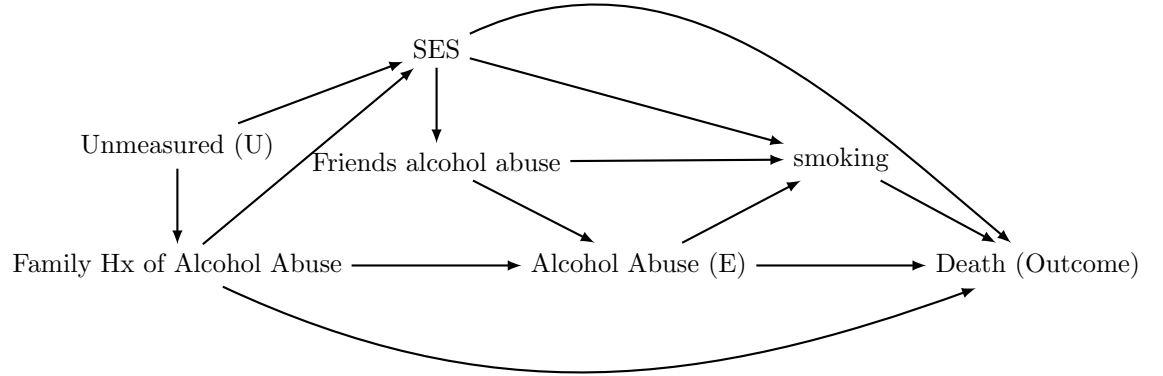 SES
Unmeasured (U)
Friends alcohol abuse
smoking
Family Hx of Alcohol Abuse
Alcohol Abuse (E)
Death (Outcome)